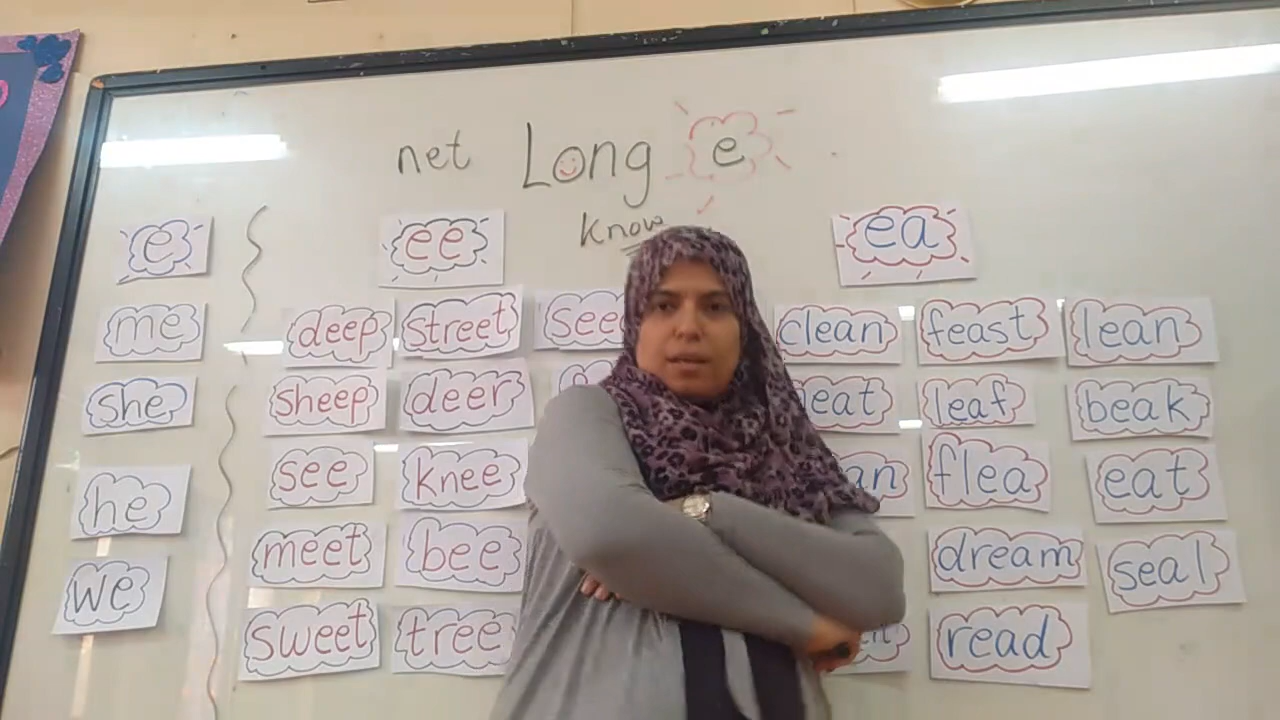 net Long e
know
e ee ea
me deep street clean feast lean
she sheep deer leaf beak
he see knee flea eat
we meet bee dream seal
sweet tree read